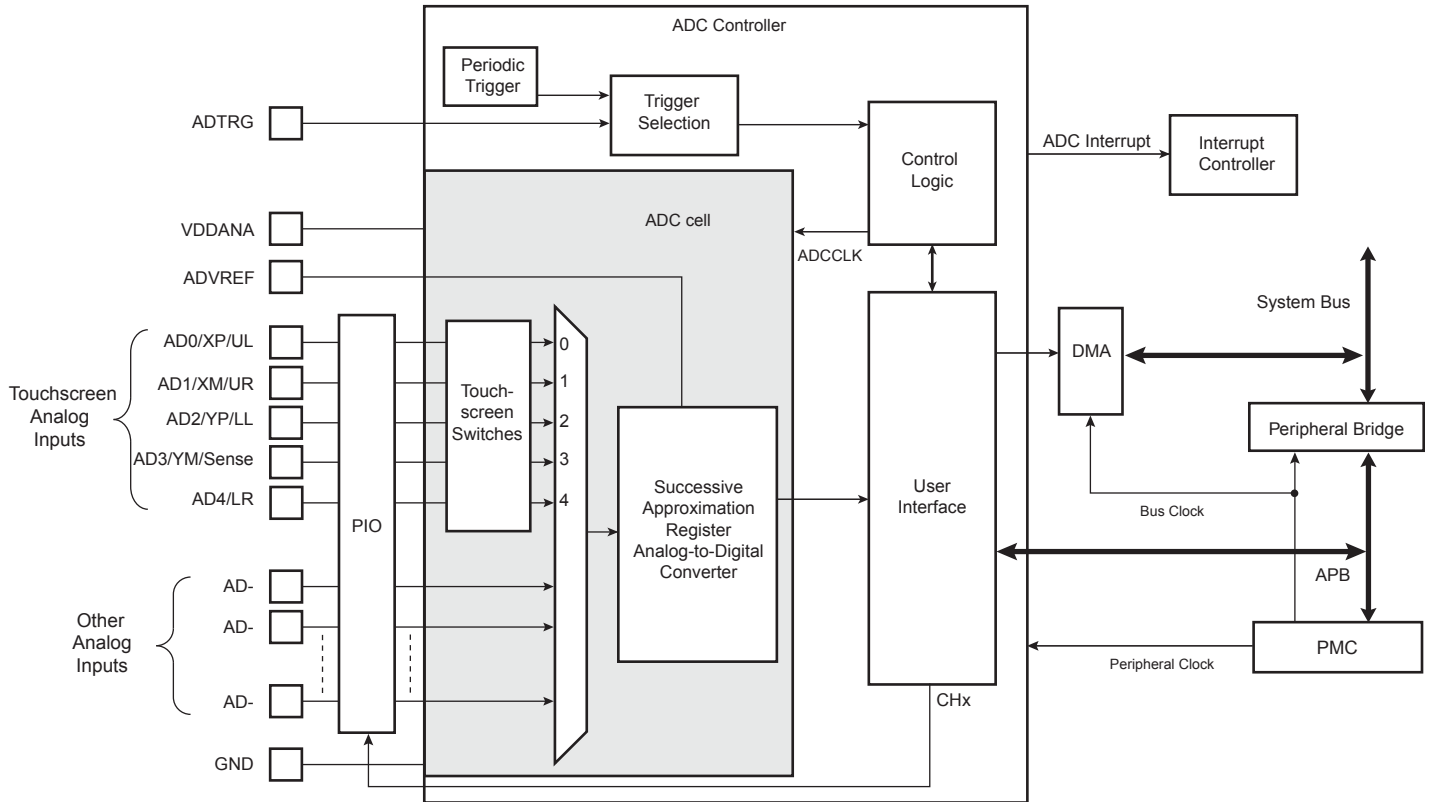 ADC Controller
Periodic
Trigger
Trigger
Selection
ADTRG
Control
Logic
ADC Interrupt
Interrupt
Controller
ADC cell
VDDANA
ADCCLK
ADVREF
System Bus
Touchscreen
Analog
Inputs
AD0/XP/UL
AD1/XM/UR
AD2/YP/LL
AD3/YM/Sense
AD4/LR
PIO
Touch-
screen
Switches
0
1
2
3
4
Successive
Approximation
Register
Analog-to-Digital
Converter
User
Interface
DMA
Peripheral Bridge
Bus Clock
APB
Other
Analog
Inputs
AD-
AD-
AD-
Peripheral Clock
PMC
CHx
GND